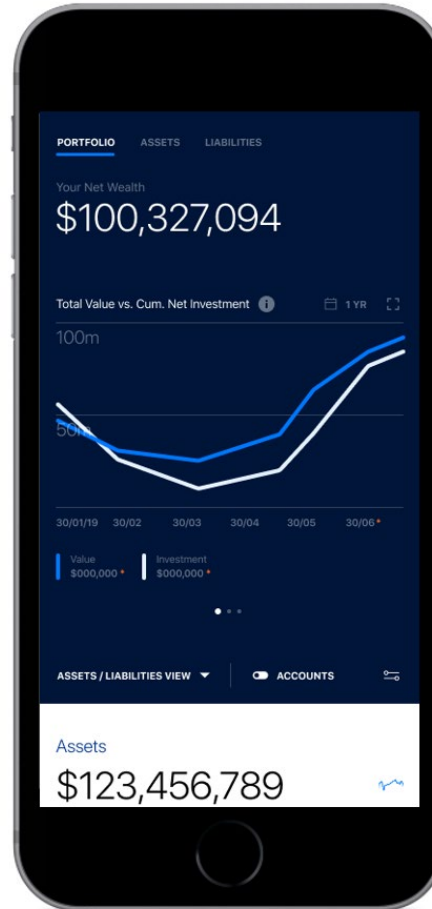 PORTFOLIO ASSETS LIABILITIES
Your Net Wealth
$100,327,094
Total Value vs. Cum. Net Investment i 1 YR
100m
50m
30/01/19 30/02 30/03 30/04 30/05 30/06*
Value Investment
$000,000 * $000,000 *
ASSETS / LIABILITIES VIEW ACCOUNTS
Assets
$123,456,789